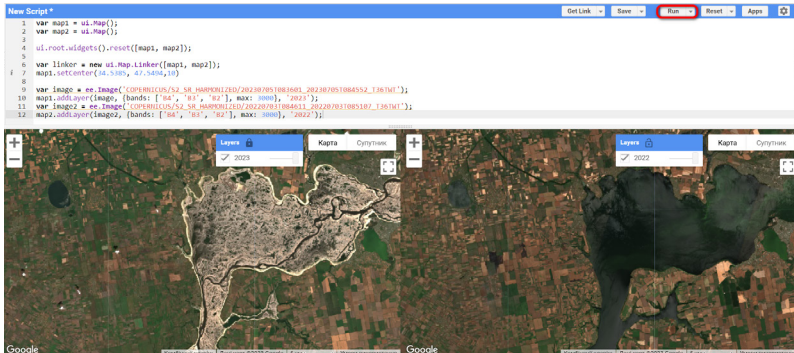 New Script *
Get Link
Save
Run
Reset
Apps
1 var map1 = ui.Map();
2 var map2 = ui.Map();
3
4 ui.root.widgets().reset([map1, map2]);
5
6 var linker = new ui.Map.Linker([map1, map2]);
i 7 map1.setCenter(34.5385, 47.5494,10)
8
9 var image = ee.Image('COPERNICUS/S2_SR_HARMONIZED/20230705T083601_20230705T084552_T36TWT');
10 map1.addLayer(image, {bands: ['B4', 'B3', 'B2'], max: 3000}, '2023');
11 var image2 = ee.Image('COPERNICUS/S2_SR_HARMONIZED/20220703T084611_20220703T085107_T36TWT');
12 map2.addLayer(image2, {bands: ['B4', 'B3', 'B2'], max: 3000}, '2022');
Layers
2023
Карта
Супутник
Layers
2022
Карта
Супутник
Google
Google